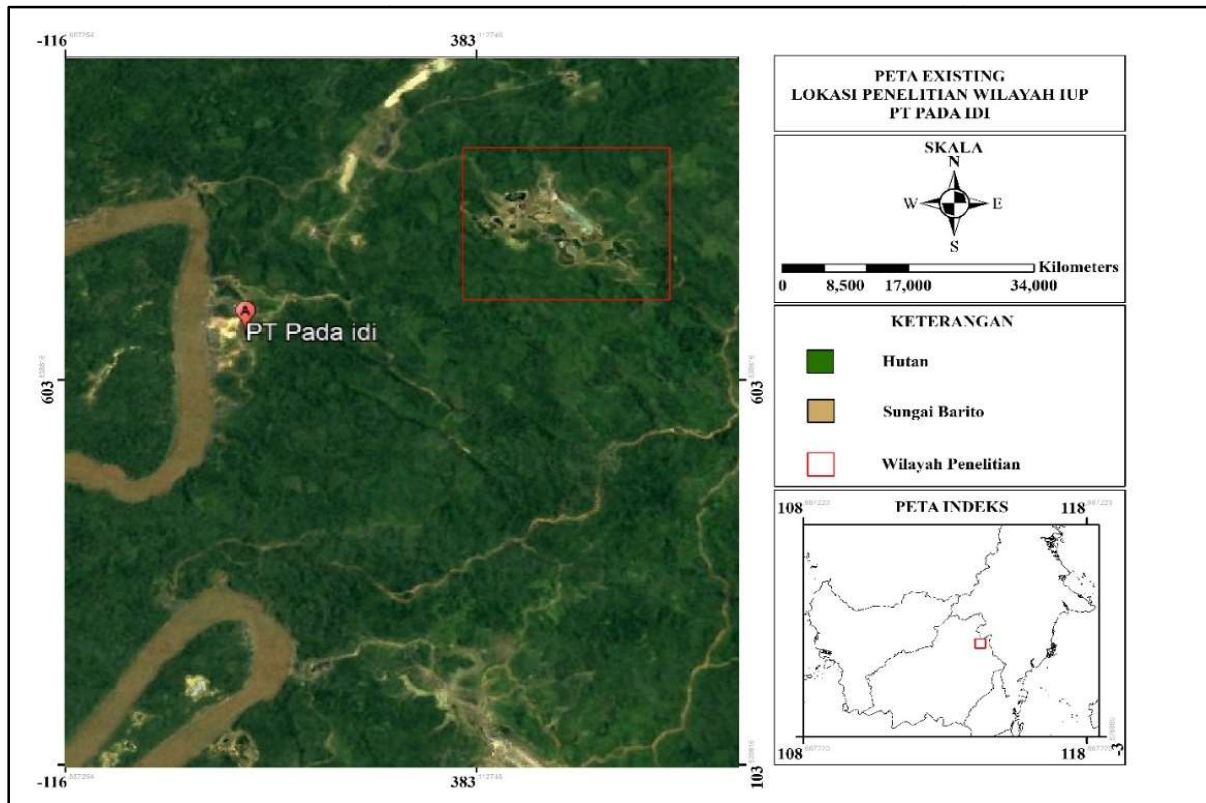 -116
383
603
603
-116
383
103
PT Pada idi
PETA EXISTING
LOKASI PENELITIAN WILAYAH IUP
PT PADA IDI
SKALA
N
W E
S
Kilometers
0 8,500 17,000 34,000
KETERANGAN
Hutan
Sungai Barito
Wilayah Penelitian
PETA INDEKS
108 118
108 118
-3